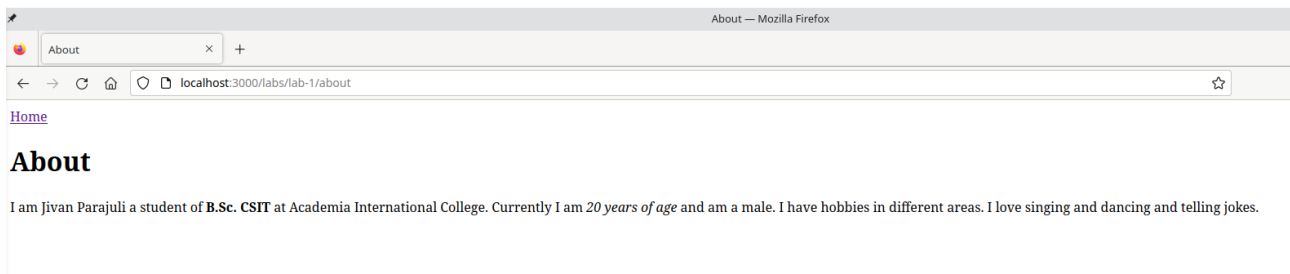 About — Mozilla Firefox
About
localhost:3000/labs/lab-1/about
Home
About
I am Jivan Parajuli a student of B.Sc. CSIT at Academia International College. Currently I am 20 years of age and am a male. I have hobbies in different areas. I love singing and dancing and telling jokes.